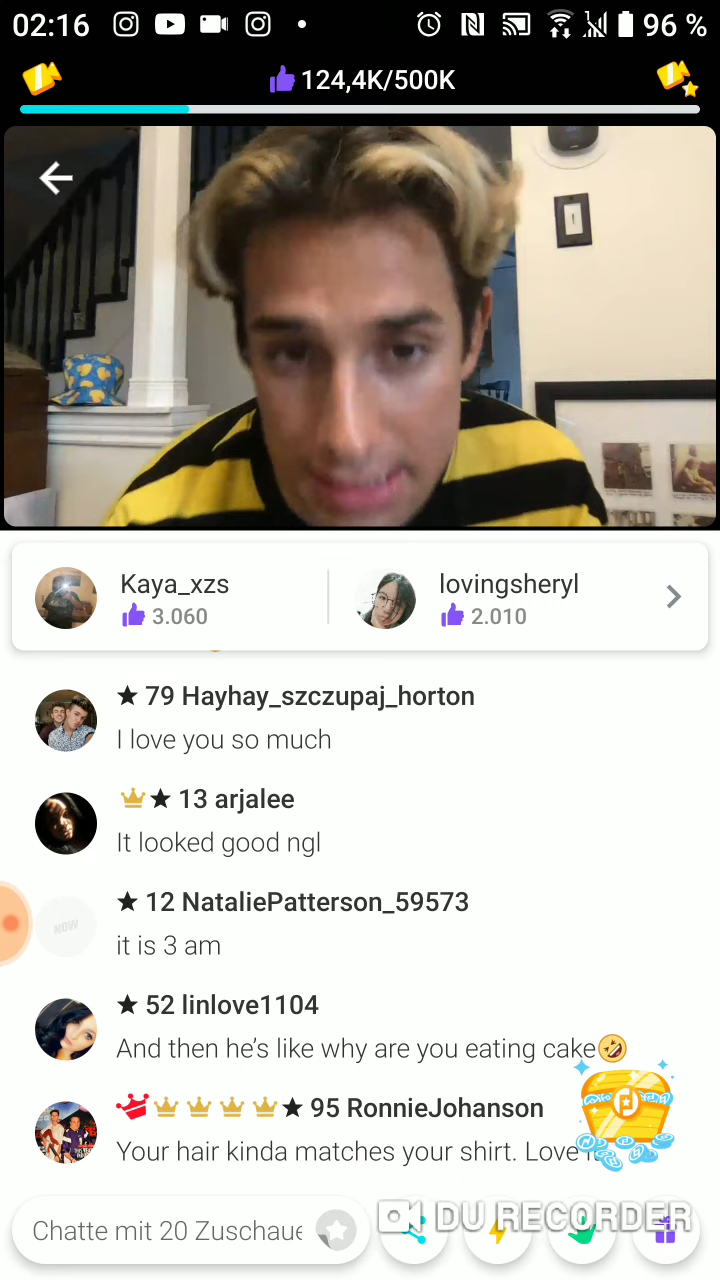 02:16
96 %
124,4K/500K
Kaya_xzs
3.060
lovingsheryl
2.010
79 Hayhay_szczupaj_horton
I love you so much
13 arjalee
It looked good ngl
12 NataliePatterson_59573
NOW
it is 3 am
52 linlove1104
And then he's like why are you eating cake🤣
95 RonnieJohanson
Your hair kinda matches your shirt. Love
Chatte mit 20
DU RECORDER